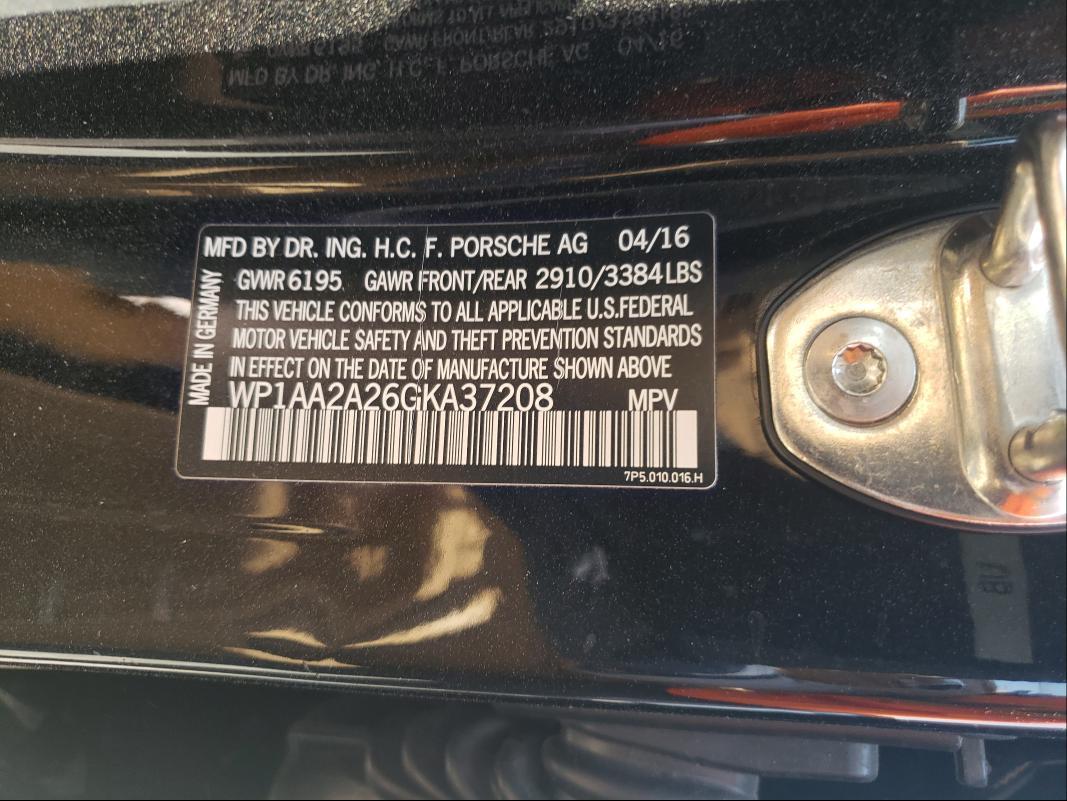 MFD BY DR. ING. H.C. F. PORSCHE AG 04/16
GVWR 6195 GAWR FRONT/REAR 2910/3384 LBS
THIS VEHICLE CONFORMS TO ALL APPLICABLE U.S.FEDERAL
MOTOR VEHICLE SAFETY AND THEFT PREVENTION STANDARDS
IN EFFECT ON THE DATE OF MANUFACTURE SHOWN ABOVE
WP1AA2A26GKA37208 MPV
7P5.010.016.H
MADE IN GERMANY